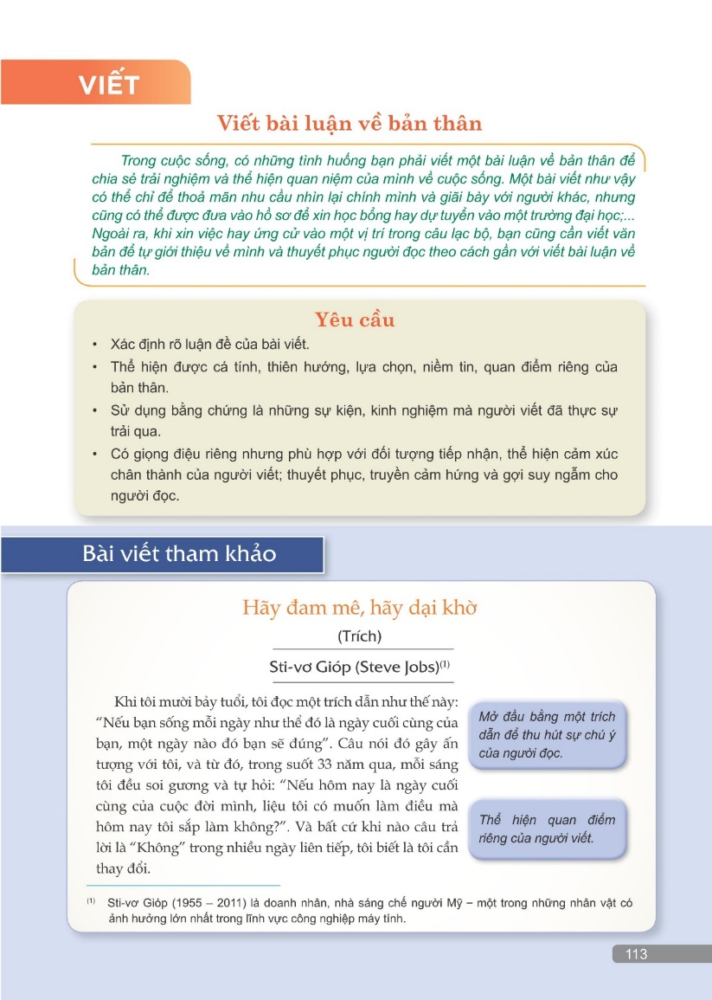 VIẾT
Viết bài luận về bản thân
Trong cuộc sống, có những tình huống bạn phải viết một bài luận về bản thân để
chia sẻ trải nghiệm và thể hiện quan niệm của mình về cuộc sống. Một bài viết như vậy
có thể chỉ để thoả mãn nhu cầu nhìn lại chính mình và giãi bày với người khác, nhưng
cũng có thể được đưa vào hồ sơ để xin học bổng hay dự tuyển vào một trường đại học;...
Ngoài ra, khi xin việc hay ứng cử vào một vị trí trong câu lạc bộ, bạn cũng cần viết văn
bản để tự giới thiệu về mình và thuyết phục người đọc theo cách gần với viết bài luận về
bản thân.
Yêu cầu
• Xác định rõ luận đề của bài viết.
• Thể hiện được cá tính, thiên hướng, lựa chọn, niềm tin, quan điểm riêng của
bản thân.
• Sử dụng bằng chứng là những sự kiện, kinh nghiệm mà người viết đã thực sự
trải qua.
• Có giọng điệu riêng nhưng phù hợp với đối tượng tiếp nhận, thể hiện cảm xúc
chân thành của người viết; thuyết phục, truyền cảm hứng và gợi suy ngẫm cho
người đọc.
Bài viết tham khảo
Hãy đam mê, hãy dại khờ
(Trích)
Sti-vơ Gióp (Steve Jobs)(1)
Khi tôi mười bảy tuổi, tôi đọc một trích dẫn như thế này:
“Nếu bạn sống mỗi ngày như thể đó là ngày cuối cùng của
bạn, một ngày nào đó bạn sẽ đúng”. Câu nói đó gây ấn
tượng với tôi, và từ đó, trong suốt 33 năm qua, mỗi sáng
tôi đều soi gương và tự hỏi: “Nếu hôm nay là ngày cuối
cùng của cuộc đời mình, liệu tôi có muốn làm điều mà
hôm nay tôi sắp làm không?”. Và bất cứ khi nào câu trả
lời là “Không” trong nhiều ngày liên tiếp, tôi biết là tôi cần
thay đổi.
Mở đầu bằng một trích
dẫn để thu hút sự chú ý
của người đọc.
Thể hiện quan điểm
riêng của người viết.
(1) Sti-vơ Gióp (1955 – 2011) là doanh nhân, nhà sáng chế người Mỹ – một trong những nhân vật có
ảnh hưởng lớn nhất trong lĩnh vực công nghiệp máy tính.
113